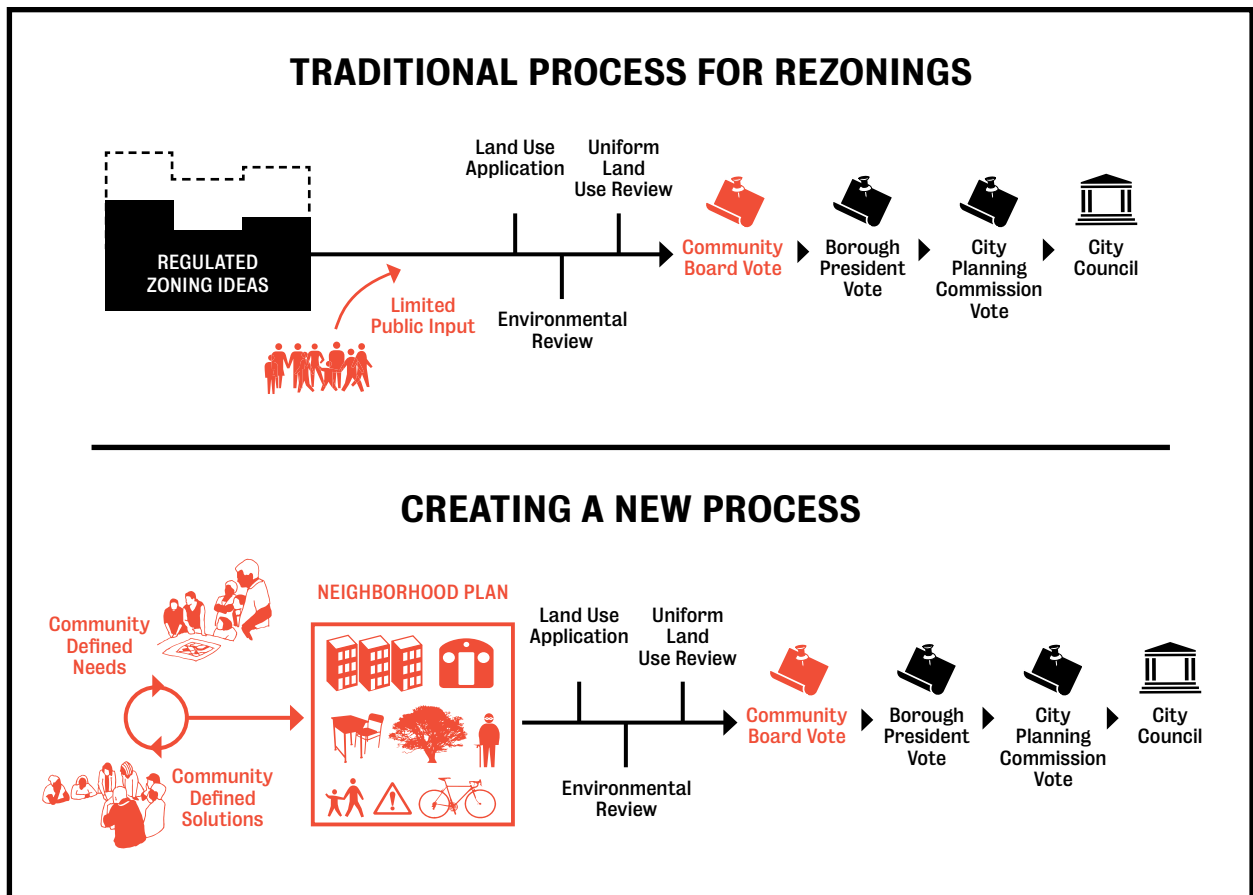 TRADITIONAL PROCESS FOR REZONINGS
Land Use
Application
Uniform
Land
Use Review
REGULATED
ZONING IDEAS
Limited
Public Input
Environmental
Review
Community
Board Vote
Borough
President
Vote
City
Planning
Commission
Vote
City
Council
CREATING A NEW PROCESS
Community
Defined
Needs
Community
Defined
Solutions
NEIGHBORHOOD PLAN
Land Use
Application
Uniform
Land
Use Review
Environmental
Review
Community
Board Vote
Borough
President
Vote
City
Planning
Commission
Vote
City
Council